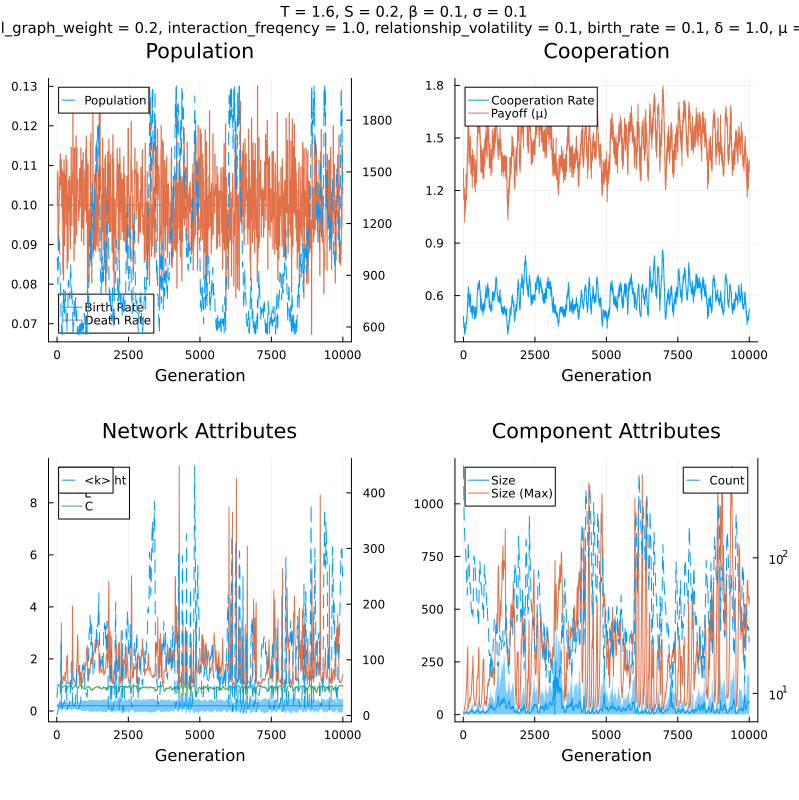 T = 1.6, S = 0.2, β = 0.1, σ = 0.1
l_graph_weight = 0.2, interaction_freqency = 1.0, relationship_volatility = 0.1, birth_rate = 0.1, δ = 1.0, μ =
Population
Cooperation
0.13
0.12
0.11
0.10
0.09
0.08
0.07
Population
Birth Rate
Death Rate
1800
1500
1200
900
600
0 2500 5000 7500 10000
Generation
1.8
1.5
1.2
0.9
0.6
Cooperation Rate
Payoff (μ)
0 2500 5000 7500 10000
Generation
Network Attributes
Component Attributes
8
6
4
2
0
<k> ht
L
C
400
300
200
100
0
0 2500 5000 7500 10000
Generation
1000
750
500
250
0
Size
Size (Max)
Count
10²
10¹
0 2500 5000 7500 10000
Generation